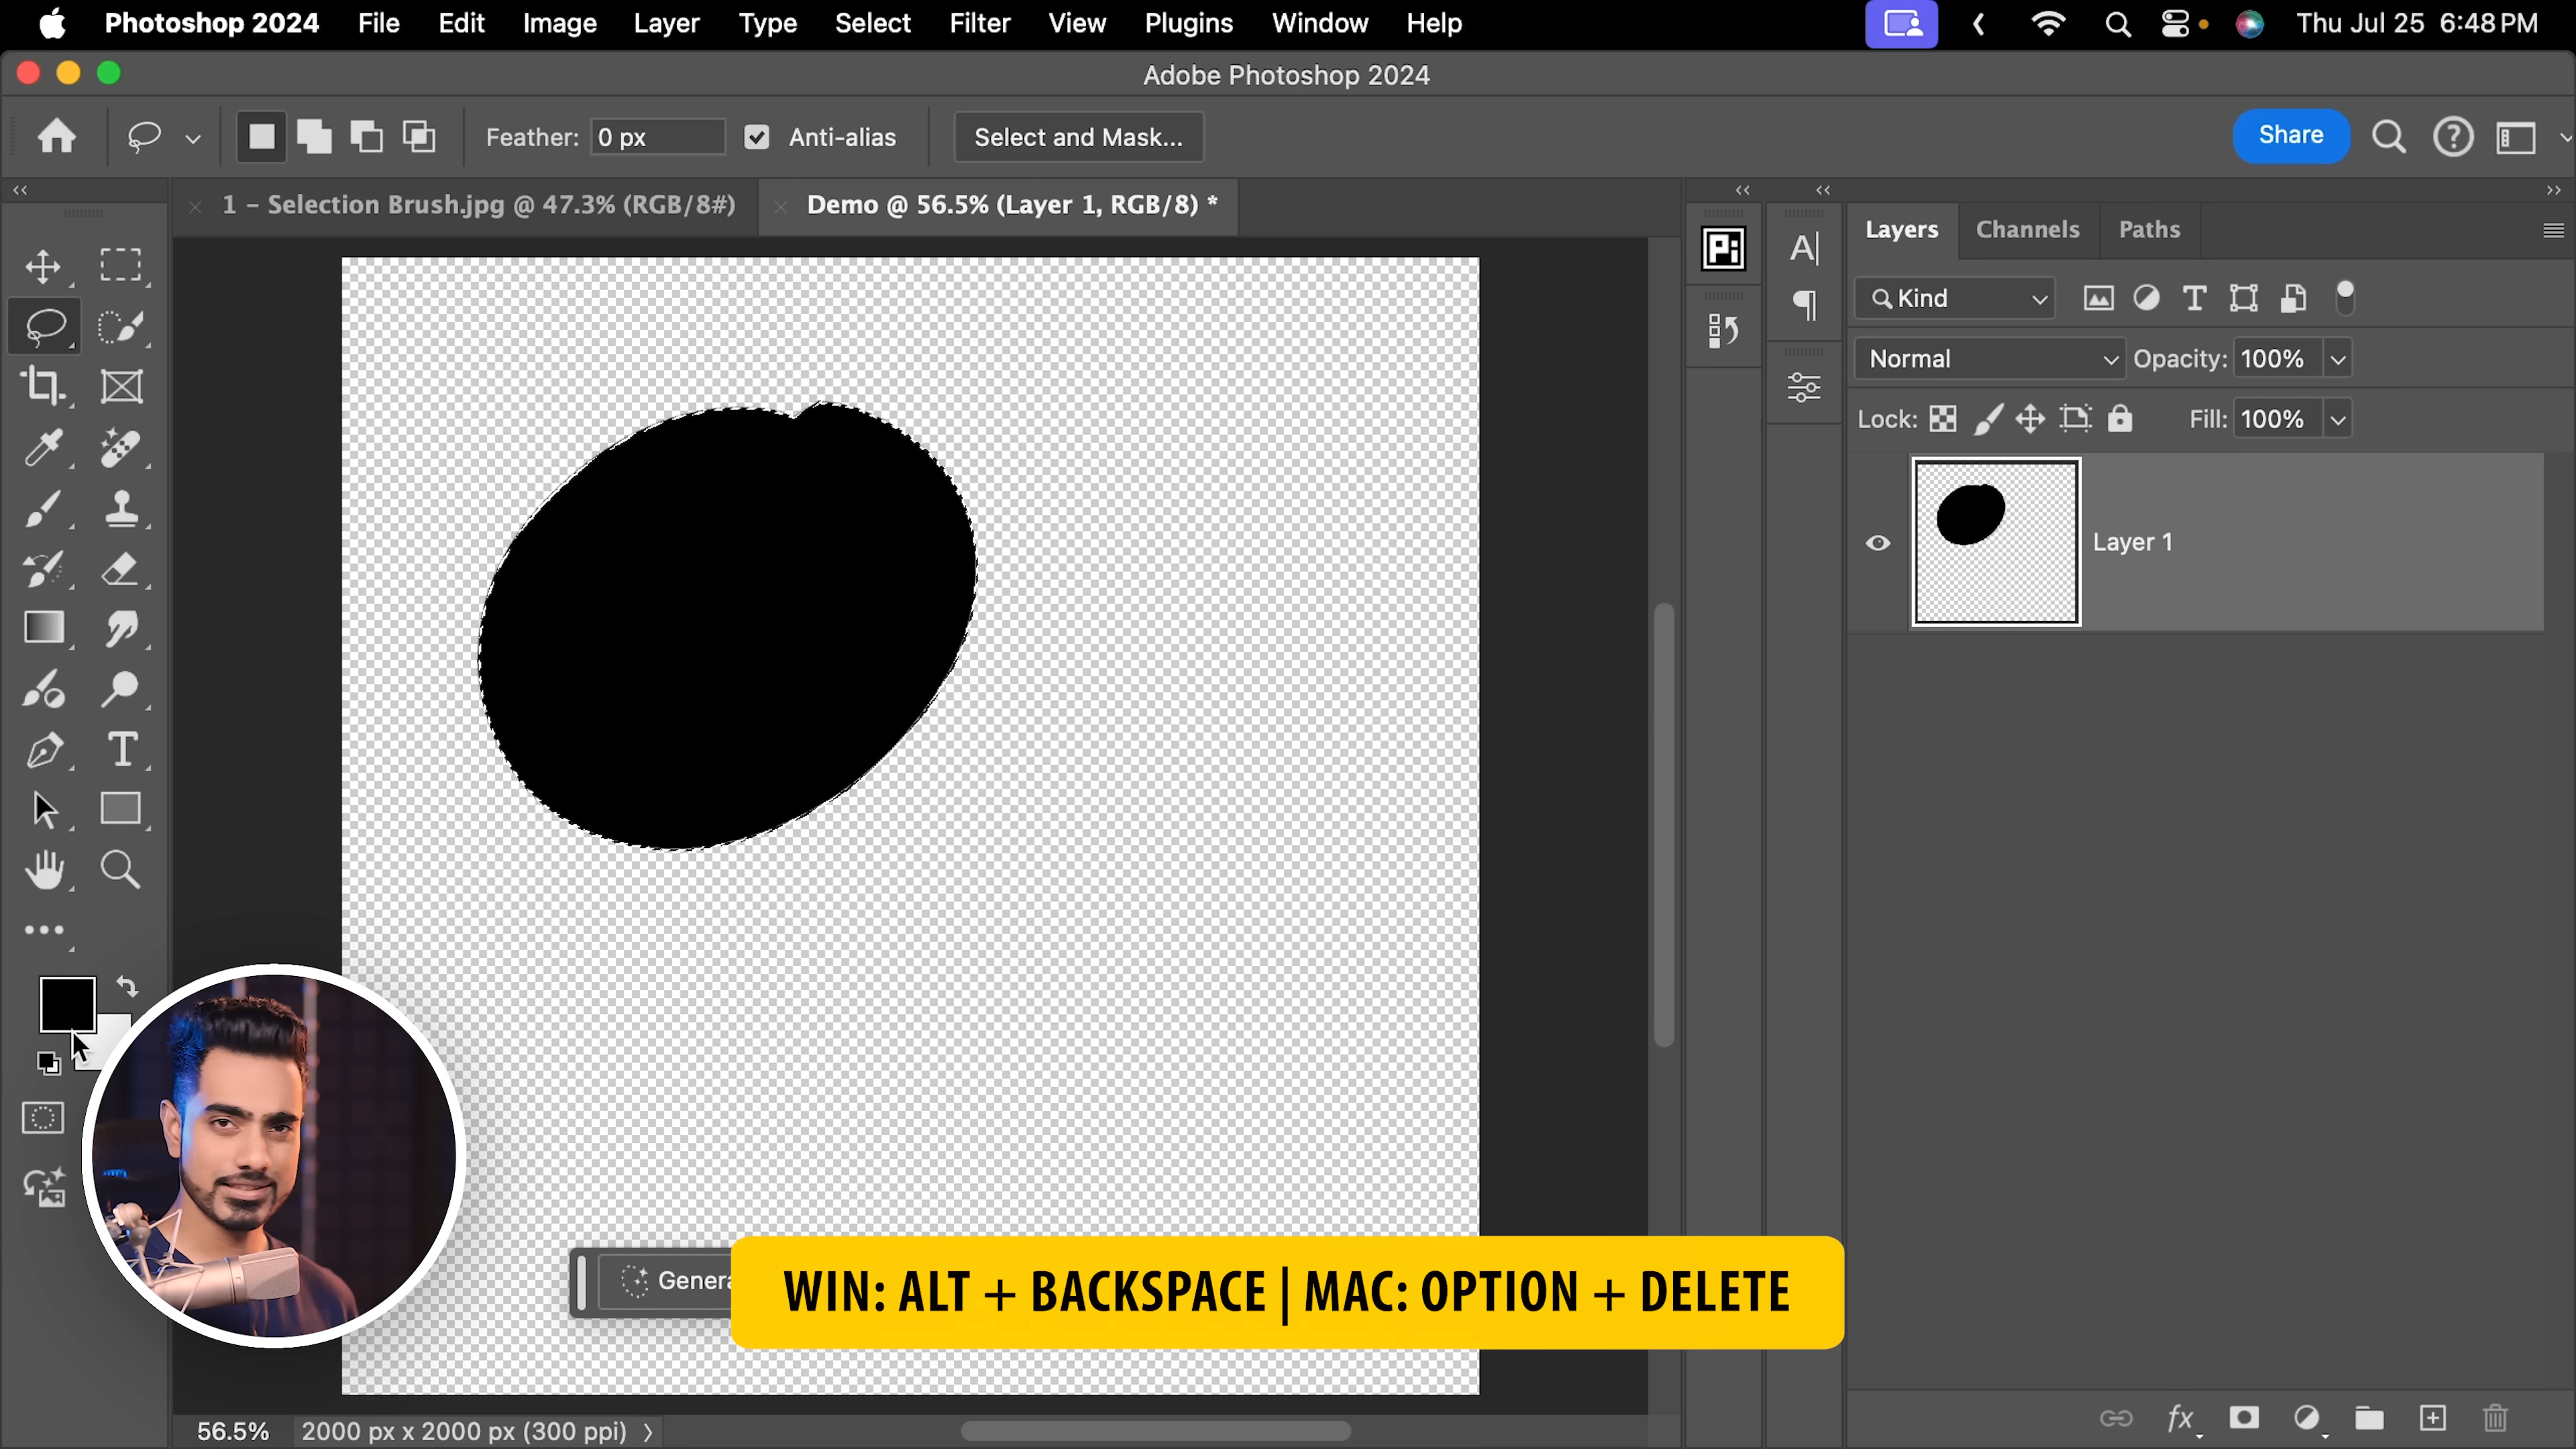 Photoshop 2024 File Edit Image Layer Type Select Filter View Plugins Window Help Thu Jul 25 6:48 PM
Adobe Photoshop 2024
Feather: 0 px Anti-alias Select and Mask... Share
1 – Selection Brush.jpg @ 47.3% (RGB/8#) Demo @ 56.5% (Layer 1, RGB/8) *
Layers Channels Paths
Kind
Normal Opacity: 100%
Lock: Fill: 100%
Layer 1
Genera
WIN: ALT + BACKSPACE | MAC: OPTION + DELETE
56.5% 2000 px x 2000 px (300 ppi)